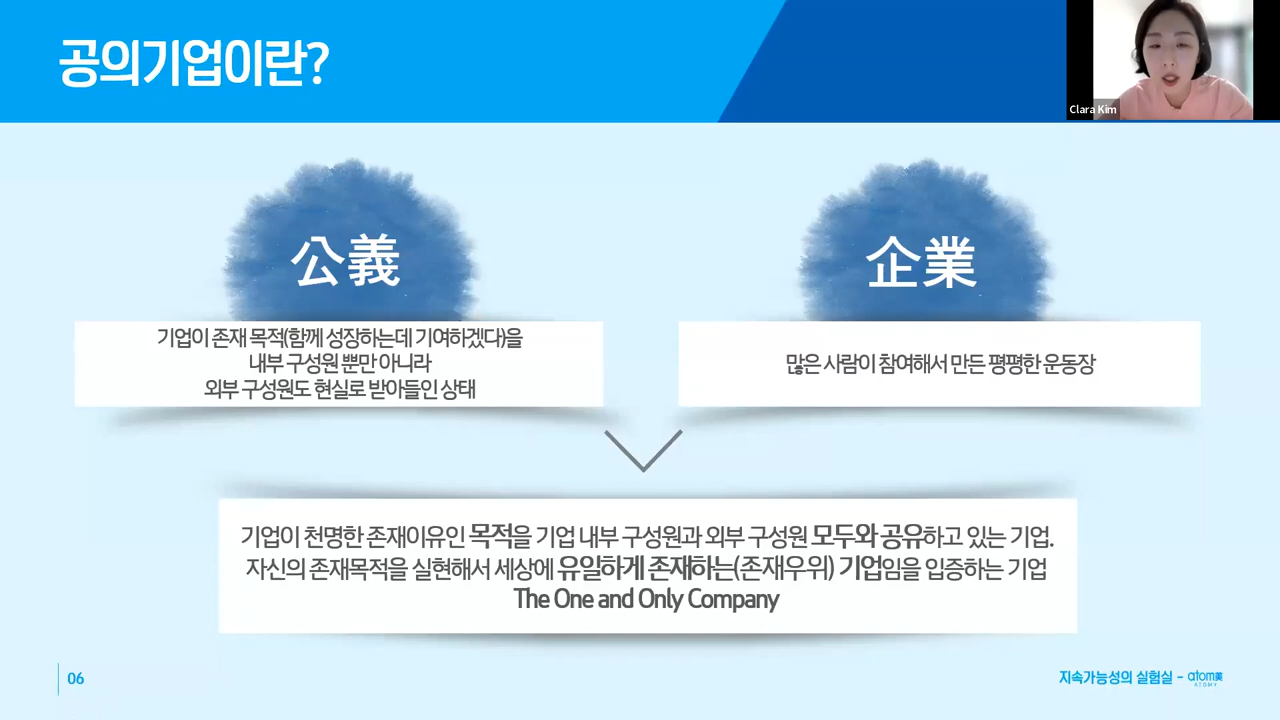 공의기업이란?
Clara Kim
公義
企業
기업이 존재 목적(함께 성장하는데 기여하겠다)을
내부 구성원 뿐만 아니라
외부 구성원도 현실로 받아들인 상태
많은 사람이 참여해서 만든 평평한 운동장
기업이 천명한 존재이유인 목적을 기업 내부 구성원과 외부 구성원 모두와 공유하고 있는 기업.
자신의 존재목적을 실현해서 세상에 유일하게 존재하는(존재우위) 기업임을 입증하는 기업
The One and Only Company
06
지속가능성의 실험실 - atom美
ATOMY